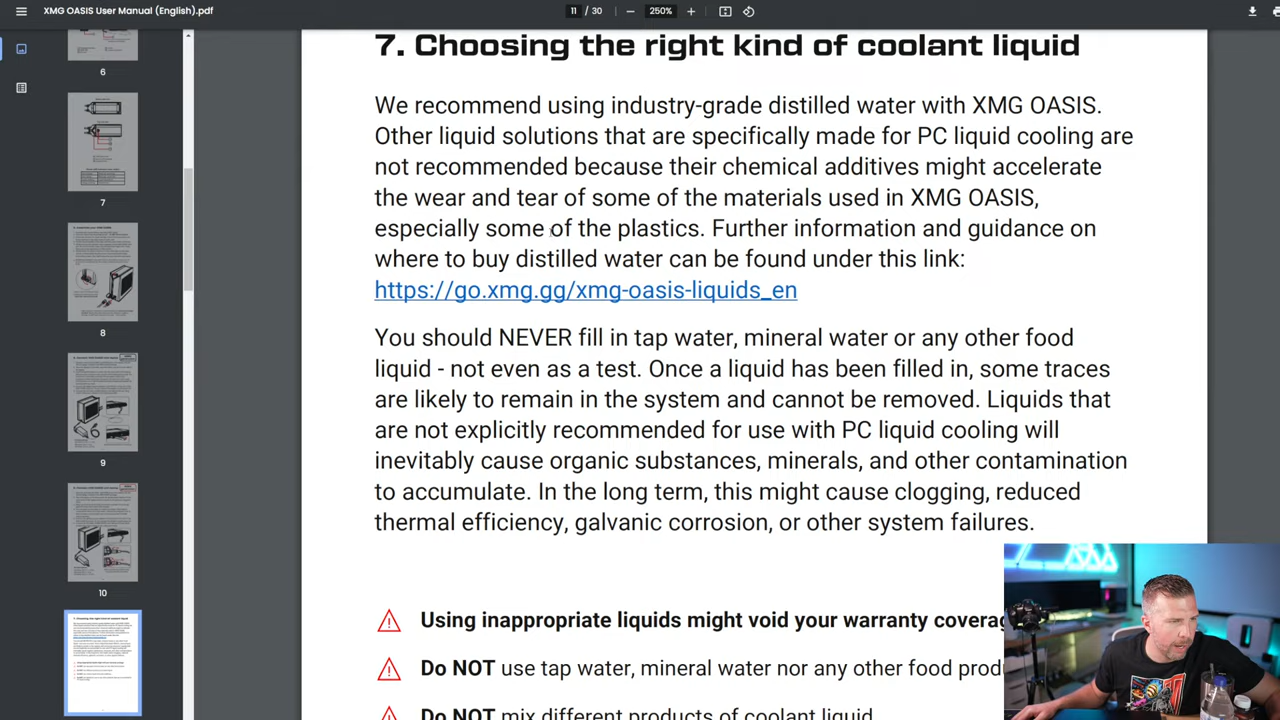 XMG OASIS User Manual (English).pdf
11 / 30
250%
6
7
8
9
10
7. Choosing the right kind of coolant liquid
We recommend using industry-grade distilled water with XMG OASIS.
Other liquid solutions that are specifically made for PC liquid cooling are
not recommended because their chemical additives might accelerate
the wear and tear of some of the materials used in XMG OASIS,
especially some of the plastics. Further information and guidance on
where to buy distilled water can be found under this link:
https://go.xmg.gg/xmg-oasis-liquids_en
You should NEVER fill in tap water, mineral water or any other food
liquid - not even as a test. Once a liquid has been filled in, some traces
are likely to remain in the system and cannot be removed. Liquids that
are not explicitly recommended for use with PC liquid cooling will
inevitably cause organic substances, minerals, and other contamination
to accumulate. In the long term, this might cause clogging, reduced
thermal efficiency, galvanic corrosion, or other system failures.
Using inappropriate liquids might void your warranty
Do NOT use tap water, mineral water nor any other food
Do NOT mix different products of coolant liquid